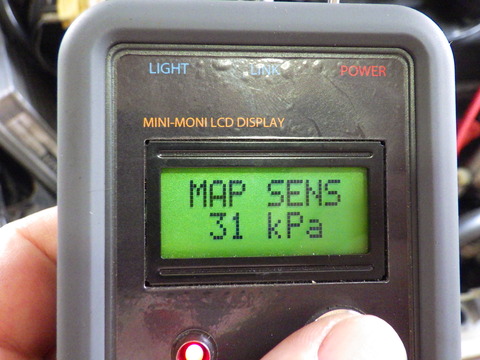 LIGHT LINK POWER
MINI-MONI LCD DISPLAY
MAP SENS
31 kPa